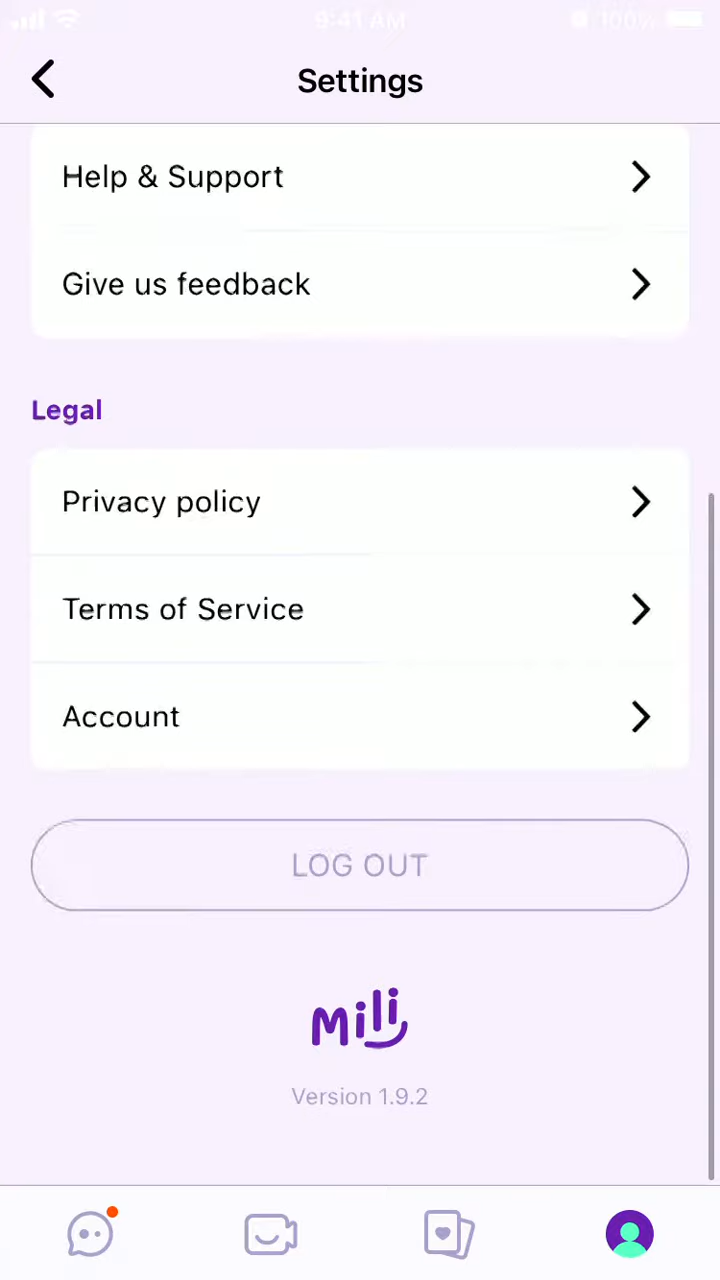 9:41 AM
100%
Settings
Help & Support
Give us feedback
Legal
Privacy policy
Terms of Service
Account
LOG OUT
Mili
Version 1.9.2